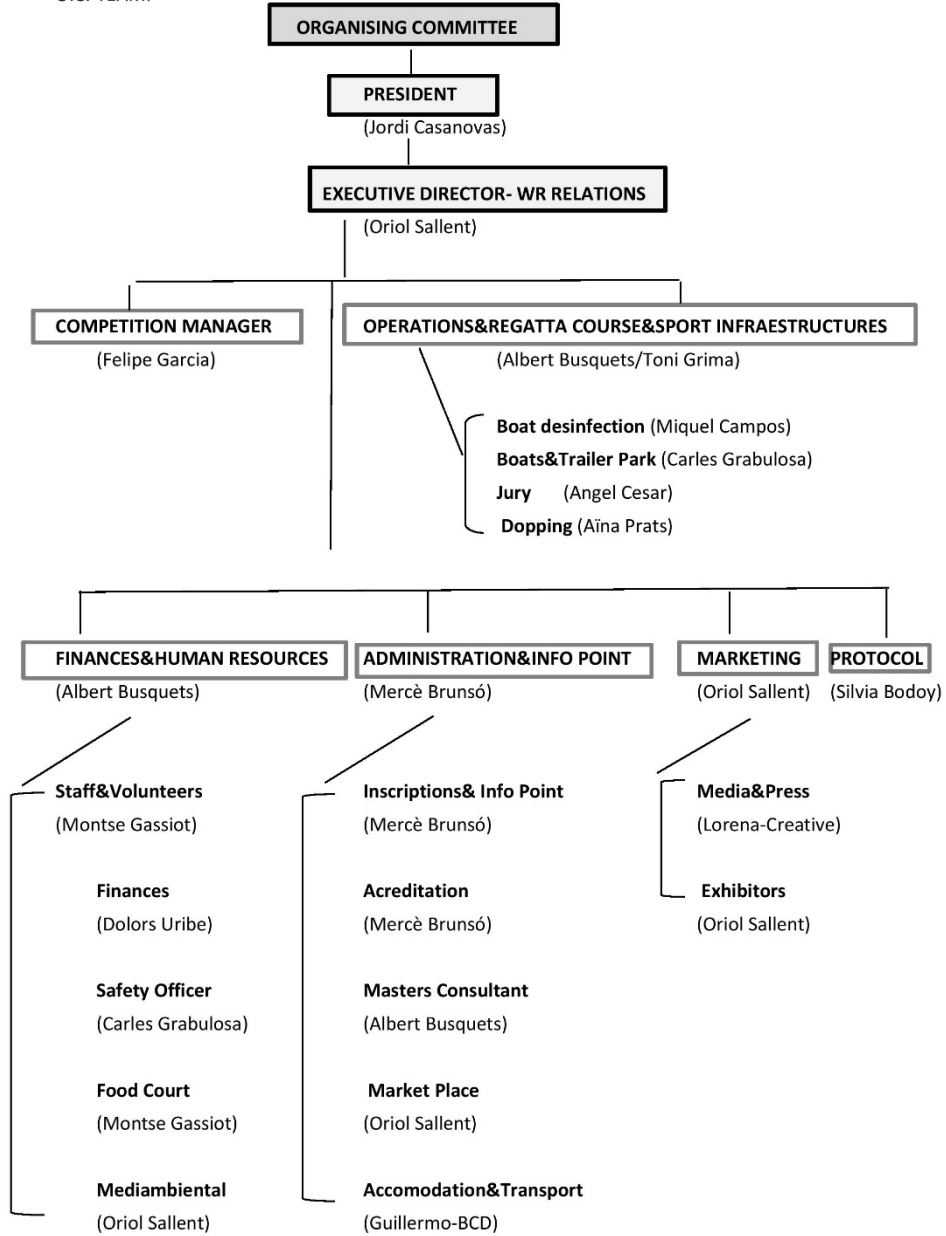 ORGANISING COMMITTEE
PRESIDENT
(Jordi Casanovas)
EXECUTIVE DIRECTOR- WR RELATIONS
(Oriol Sallent)
COMPETITION MANAGER
(Felipe Garcia)
OPERATIONS&REGATTA COURSE&SPORT INFRAESTRUCTURES
(Albert Busquets/Toni Grima)
Boat desinfection (Miquel Campos)
Boats&Trailer Park (Carles Grabulosa)
Jury (Angel Cesar)
Dopping (Aïna Prats)
FINANCES&HUMAN RESOURCES
(Albert Busquets)
Staff&Volunteers
(Montse Gassiot)
Finances
(Dolors Uribe)
Safety Officer
(Carles Grabulosa)
Food Court
(Montse Gassiot)
Mediambiental
(Oriol Sallent)
ADMINISTRATION&INFO POINT
(Mercè Brunsó)
Inscriptions& Info Point
(Mercè Brunsó)
Acreditation
(Mercè Brunsó)
Masters Consultant
(Albert Busquets)
Market Place
(Oriol Sallent)
Accomodation&Transport
(Guillermo-BCD)
MARKETING
(Oriol Sallent)
Media&Press
(Lorena-Creative)
Exhibitors
(Oriol Sallent)
PROTOCOL
(Silvia Bodoy)